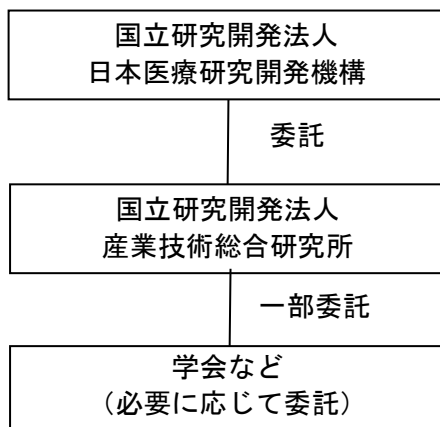 国立研究開発法人
日本医療研究開発機構
委託
国立研究開発法人
産業技術総合研究所
一部委託
学会など
（必要に応じて委託）